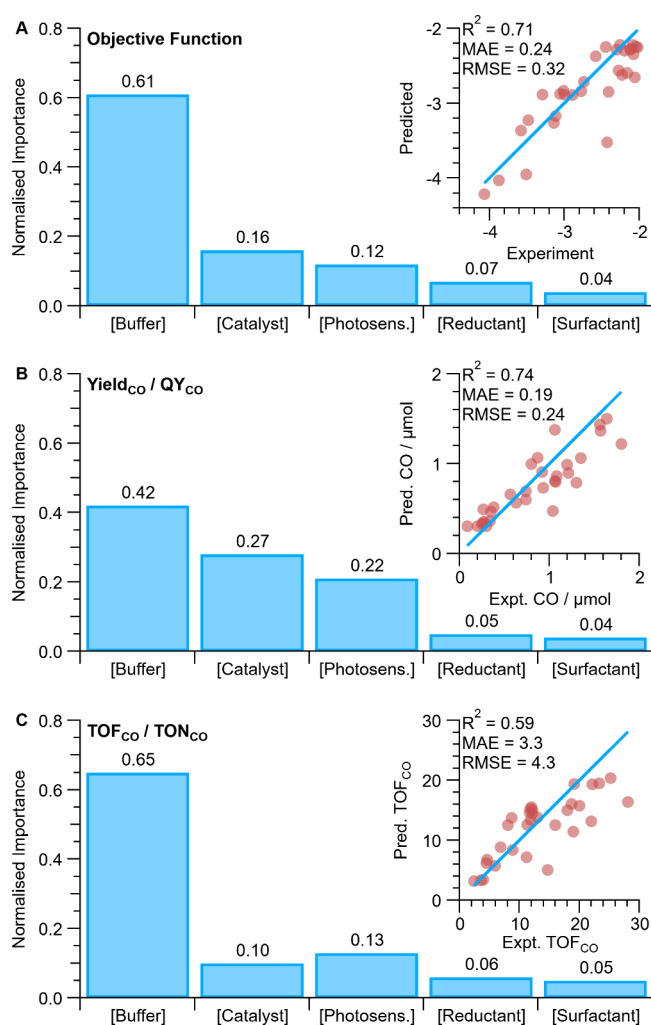 A
Objective Function
Normalised Importance
0.8
0.6
0.4
0.2
0.0
0.61
0.16
0.12
0.07
0.04
[Buffer]
[Catalyst]
[Photosens.]
[Reductant]
[Surfactant]
R² = 0.71
MAE = 0.24
RMSE = 0.32
Predicted
-2
-3
-4
-4
-3
-2
Experiment
B
Yield_CO / QY_CO
Normalised Importance
0.8
0.6
0.4
0.2
0.0
0.42
0.27
0.22
0.05
0.04
[Buffer]
[Catalyst]
[Photosens.]
[Reductant]
[Surfactant]
R² = 0.74
MAE = 0.19
RMSE = 0.24
Pred. CO / µmol
2
1
0
0
1
2
Expt. CO / µmol
C
TOF_CO / TON_CO
Normalised Importance
0.8
0.6
0.4
0.2
0.0
0.65
0.10
0.13
0.06
0.05
[Buffer]
[Catalyst]
[Photosens.]
[Reductant]
[Surfactant]
R² = 0.59
MAE = 3.3
RMSE = 4.3
Pred. TOF_CO
30
20
10
0
0
10
20
30
Expt. TOF_CO